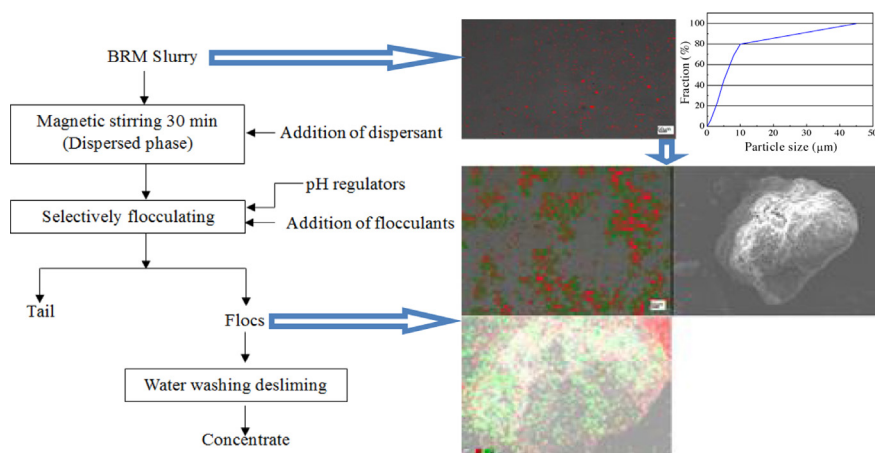 BRM Slurry
Magnetic stirring 30 min
(Dispersed phase)
Addition of dispersant
pH regulators
Selectively flocculating
Addition of flocculants
Tail
Flocs
Water washing desliming
Concentrate
Fraction (%)
100
80
60
40
20
0
0 10 20 30 40 50
Particle size (μm)